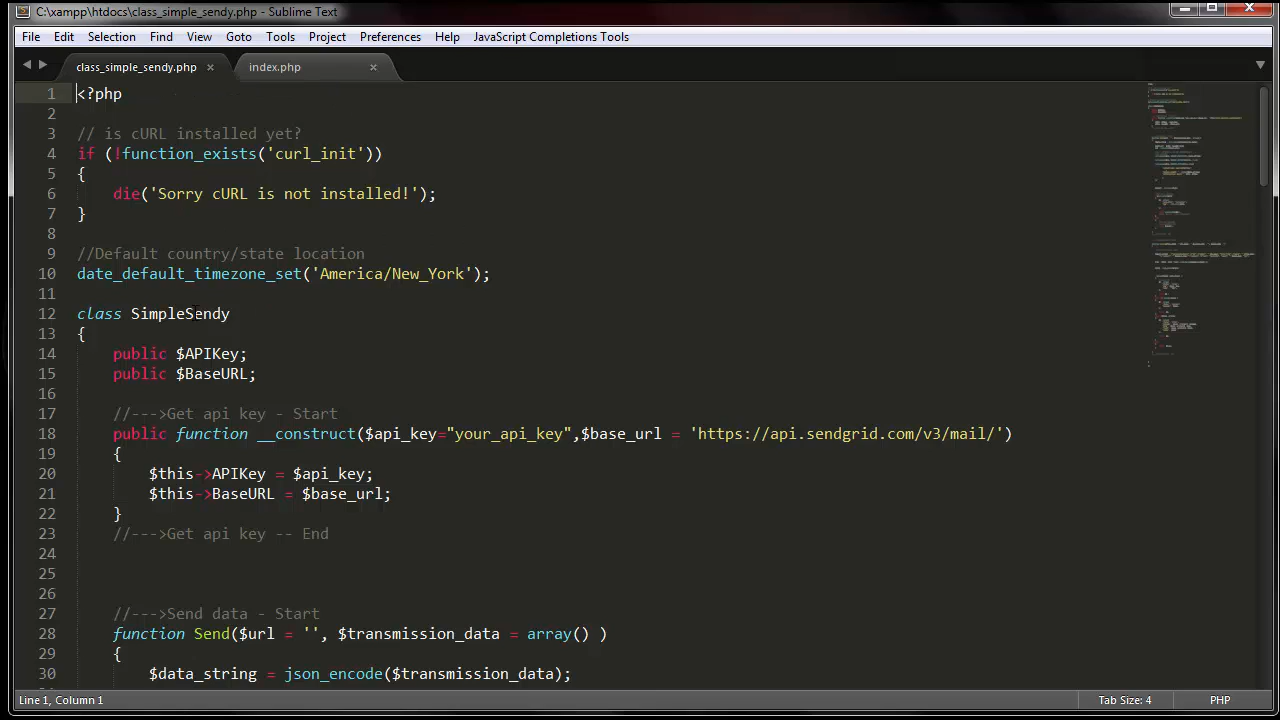 C:\xampp\htdocs\class_simple_sendy.php - Sublime Text
File Edit Selection Find View Goto Tools Project Preferences Help JavaScript Completions Tools
class_simple_sendy.php × index.php ×
1 <?php
2
3 // is cURL installed yet?
4 if (!function_exists('curl_init'))
5 {
6 die('Sorry cURL is not installed!');
7 }
8
9 //Default country/state location
10 date_default_timezone_set('America/New_York');
11
12 class SimpleSendy
13 {
14 public $APIKey;
15 public $BaseURL;
16
17 //--->Get api key - Start
18 public function __construct($api_key="your_api_key",$base_url = 'https://api.sendgrid.com/v3/mail/')
19 {
20 $this->APIKey = $api_key;
21 $this->BaseURL = $base_url;
22 }
23 //--->Get api key -- End
24
25
26
27 //--->Send data - Start
28 function Send($url = '', $transmission_data = array() )
29 {
30 $data_string = json_encode($transmission_data);
Line 1, Column 1 Tab Size: 4 PHP